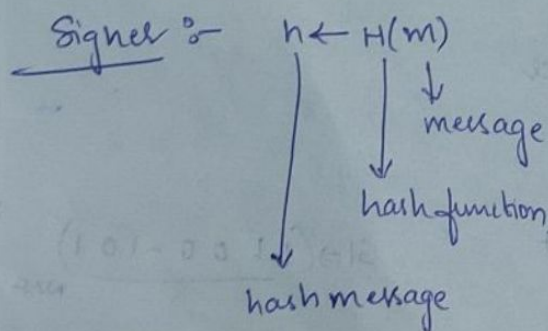 Signer :- h ← H(m)
message
hash function
hash message